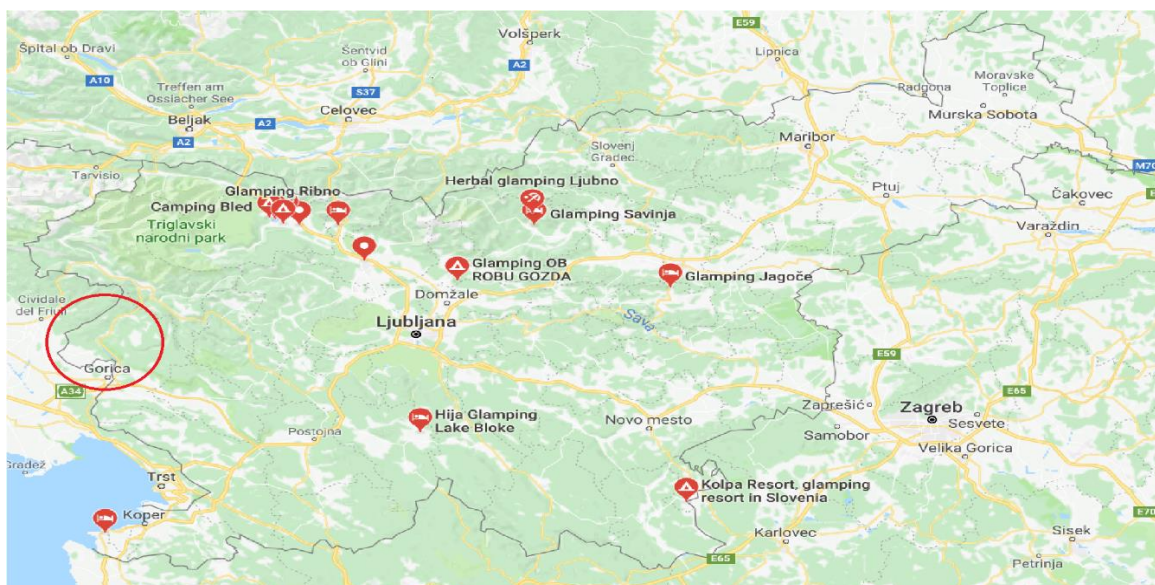 Volšperk
E59
Lipnica
Špital ob Dravi
Šentvid
ob Glini
A2
Radgona
Moravske
Toplice
A10
Treffen am
Ossiacher See
S37
Celovec
Murska Sobota
Beljak
A2
A2
Maribor
Tarvisio
Slovenj
Gradec
M70
Ptuj
Čakovec
Glamping Ribno
Herbal glamping Ljubno
Camping Bled
Glamping Savinja
Triglavski
narodni park
Varaždin
Glamping OB
ROBU GOZDA
Glamping Jagoče
Cividale
del Friuli
Domžale
Ljubljana
Sava
E59
Gorica
A34
E65
Hija Glamping
Lake Bloke
Novo mesto
Zaprešić
Zagreb
Sesvete
Postojna
Samobor
Velika Gorica
Gradež
Trst
Kolpa Resort, glamping
resort in Slovenia
Koper
Karlovec
E70
Sisek
E65
Petrinja